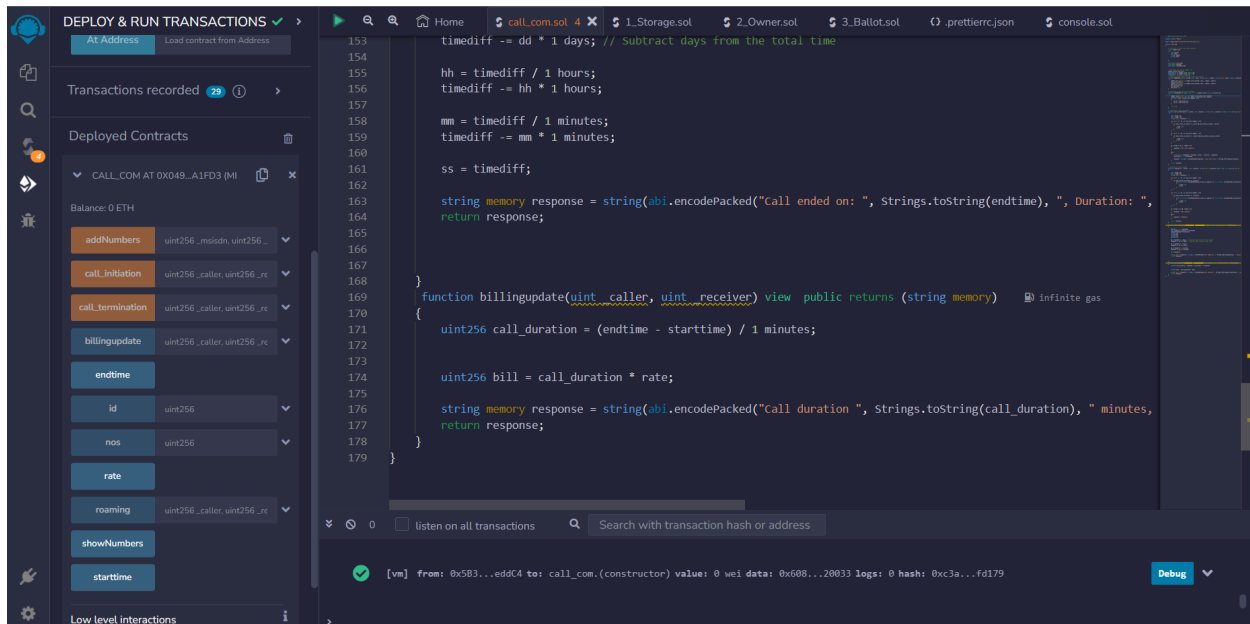 DEPLOY & RUN TRANSACTIONS
At Address
Load contract from Address
Transactions recorded 29
Deployed Contracts
CALL_COM AT 0X049...A1FD3 (MI
Balance: 0 ETH
addNumbers uint256 _msisdn, uint256 _
call_initiation uint256 _caller, uint256 _re
call_termination uint256 _caller, uint256 _re
billingupdate uint256 _caller, uint256 _re
endtime
id uint256
nos uint256
rate
roaming uint256 _caller, uint256 _re
showNumbers
starttime
Low level interactions
4
Home
call_com.sol 4
1_Storage.sol
2_Owner.sol
3_Ballot.sol
.prettierrc.json
console.sol
153 timediff -= dd * 1 days; // Subtract days from the total time
154
155 hh = timediff / 1 hours;
156 timediff -= hh * 1 hours;
157
158 mm = timediff / 1 minutes;
159 timediff -= mm * 1 minutes;
160
161 ss = timediff;
162
163 string memory response = string(abi.encodePacked("Call ended on: ", Strings.toString(endtime), ", Duration: ",
164 return response;
165
166
167
168 }
169 function billingupdate(uint _caller, uint _receiver) view public returns (string memory) infinite gas
170 {
171 uint256 call_duration = (endtime - starttime) / 1 minutes;
172
173
174 uint256 bill = call_duration * rate;
175
176 string memory response = string(abi.encodePacked("Call duration ", Strings.toString(call_duration), " minutes,
177 return response;
178 }
179 }
0 listen on all transactions Search with transaction hash or address
[vm] from: 0x5B3...eddC4 to: call_com.(constructor) value: 0 wei data: 0x608...20033 logs: 0 hash: 0xc3a...fd179
Debug
>